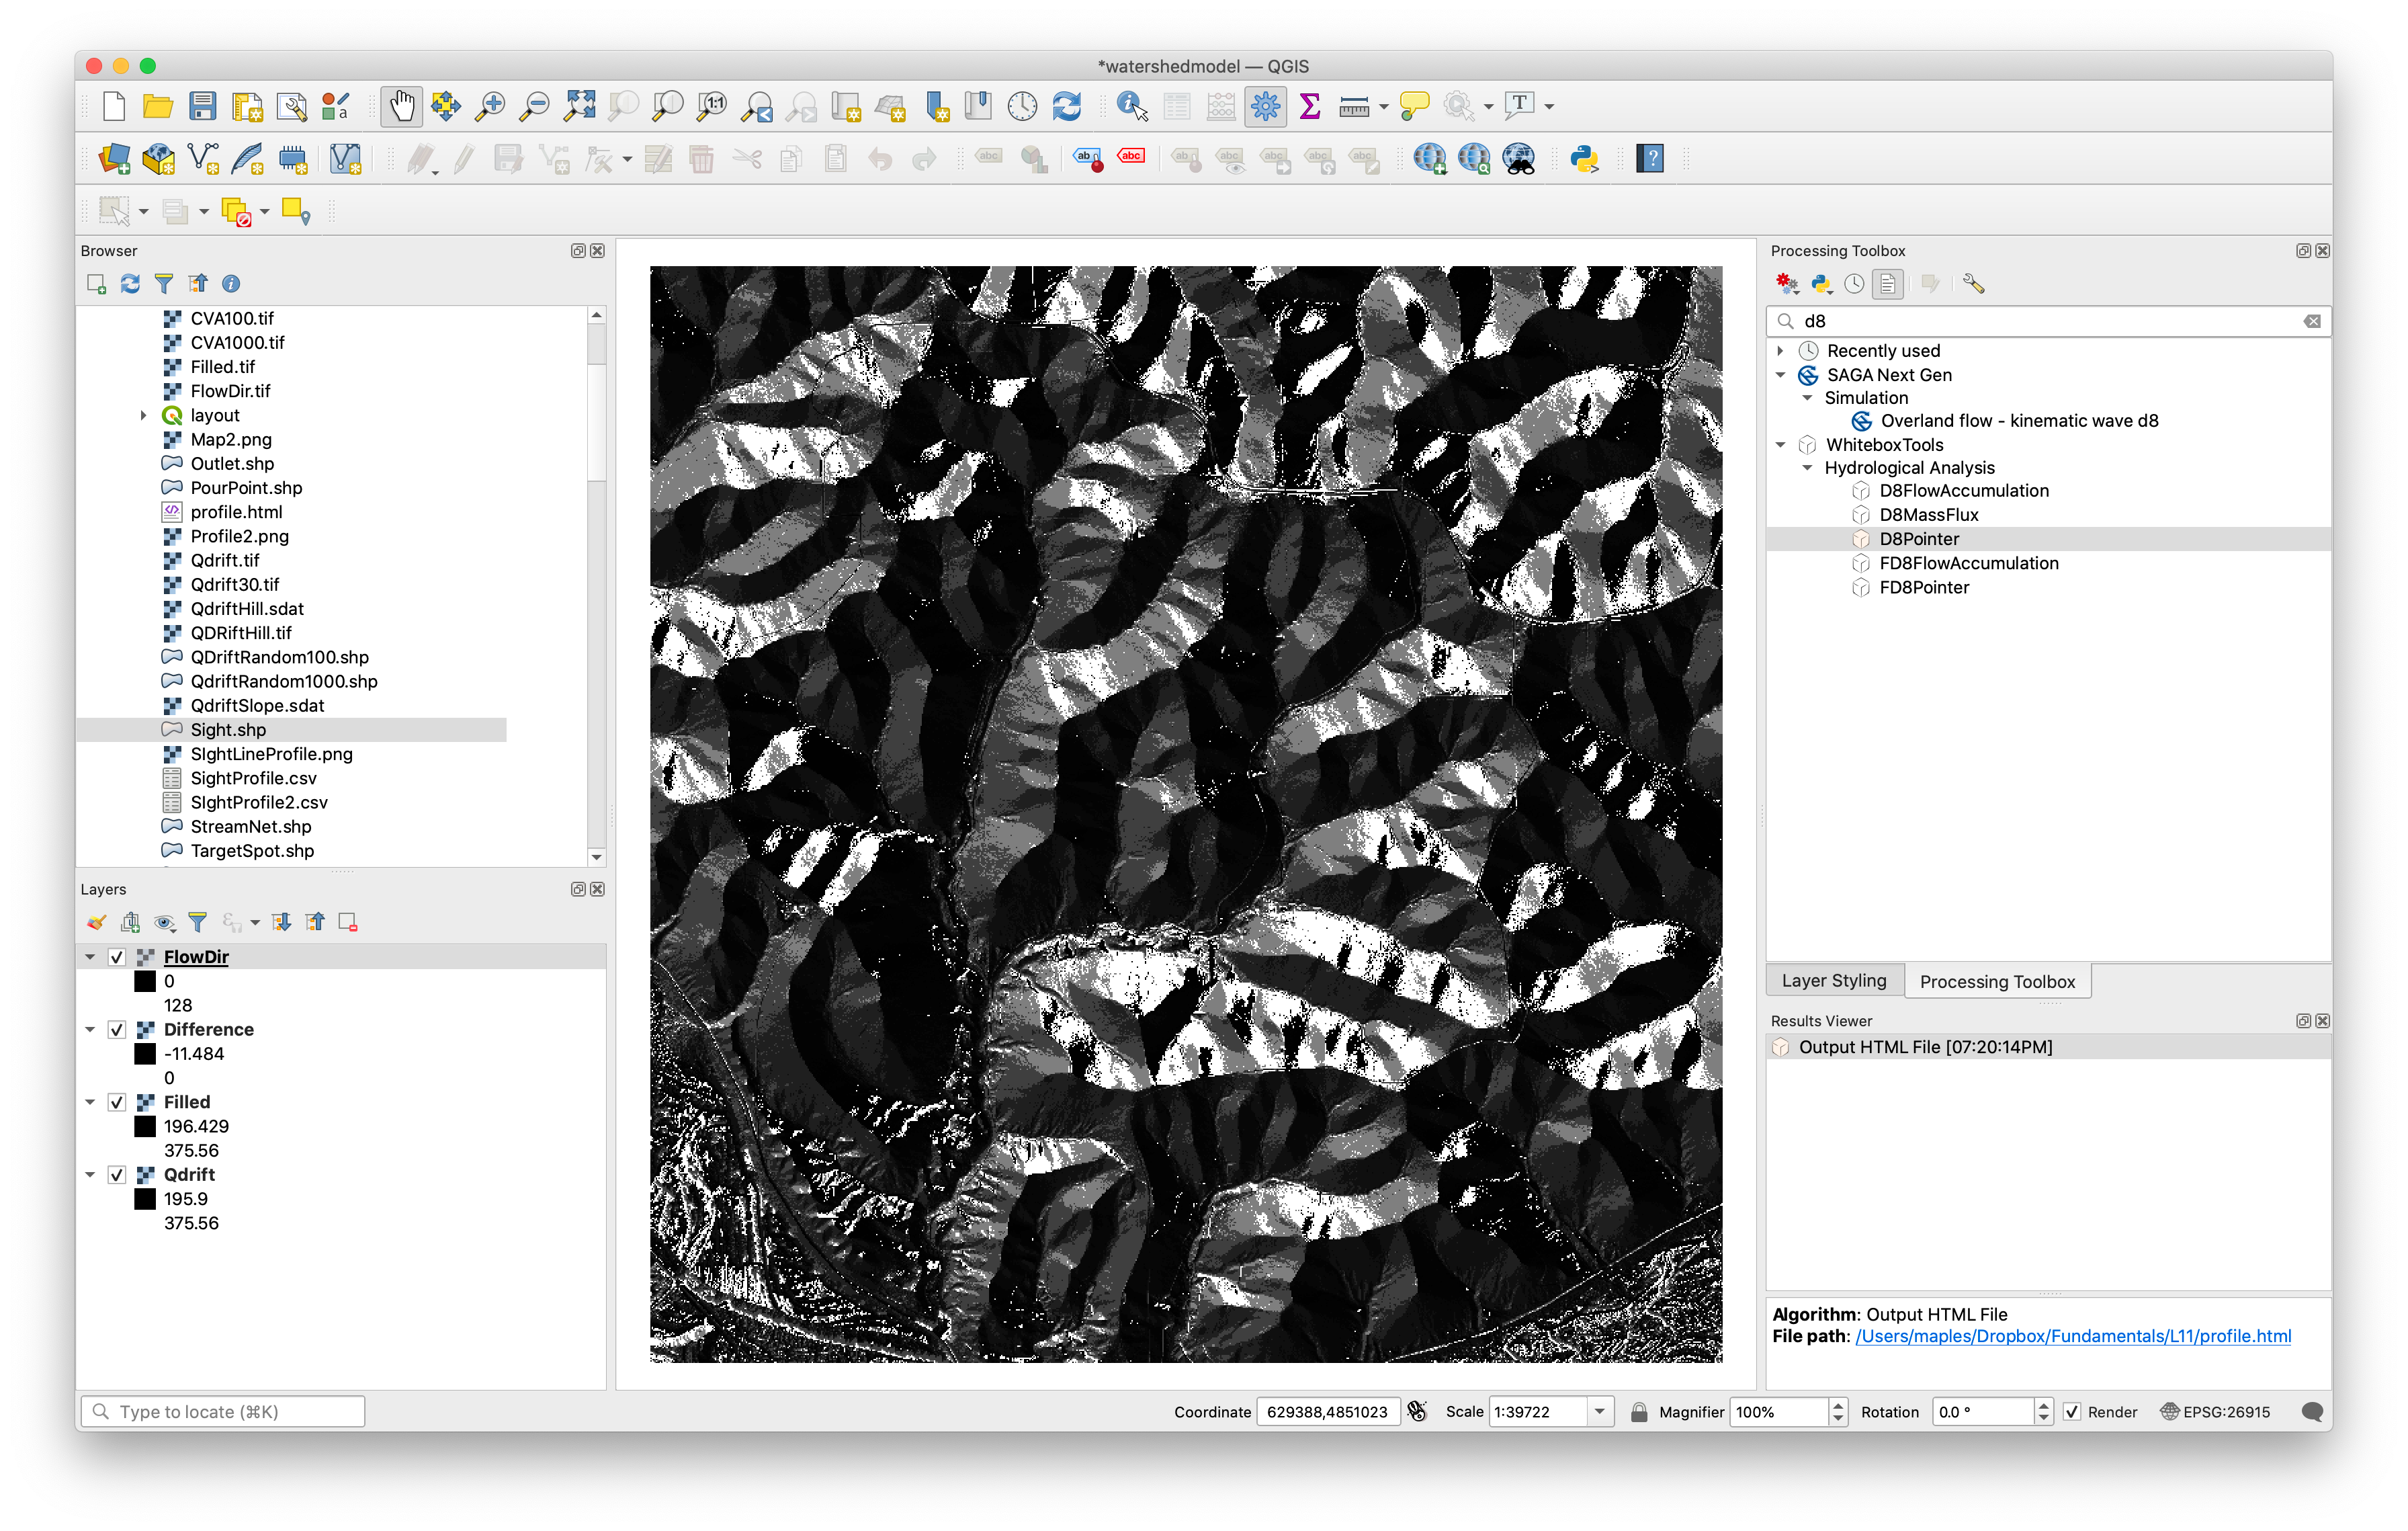 *watershedmodel — QGIS
Browser
CVA100.tif
CVA1000.tif
Filled.tif
FlowDir.tif
layout
Map2.png
Outlet.shp
PourPoint.shp
profile.html
Profile2.png
Qdrift.tif
Qdrift30.tif
QdriftHill.sdat
QDRiftHill.tif
QDriftRandom100.shp
QdriftRandom1000.shp
QdriftSlope.sdat
Sight.shp
SIghtLineProfile.png
SightProfile.csv
SIghtProfile2.csv
StreamNet.shp
TargetSpot.shp
Layers
FlowDir
0
128
Difference
-11.484
0
Filled
196.429
375.56
Qdrift
195.9
375.56
Processing Toolbox
d8
Recently used
SAGA Next Gen
Simulation
Overland flow - kinematic wave d8
WhiteboxTools
Hydrological Analysis
D8FlowAccumulation
D8MassFlux
D8Pointer
FD8FlowAccumulation
FD8Pointer
Layer Styling
Processing Toolbox
Results Viewer
Output HTML File [07:20:14PM]
Algorithm: Output HTML File
File path: /Users/maples/Dropbox/Fundamentals/L11/profile.html
Type to locate (⌘K)
Coordinate 629388,4851023 Scale 1:39722 Magnifier 100% Rotation 0.0 ° Render EPSG:26915